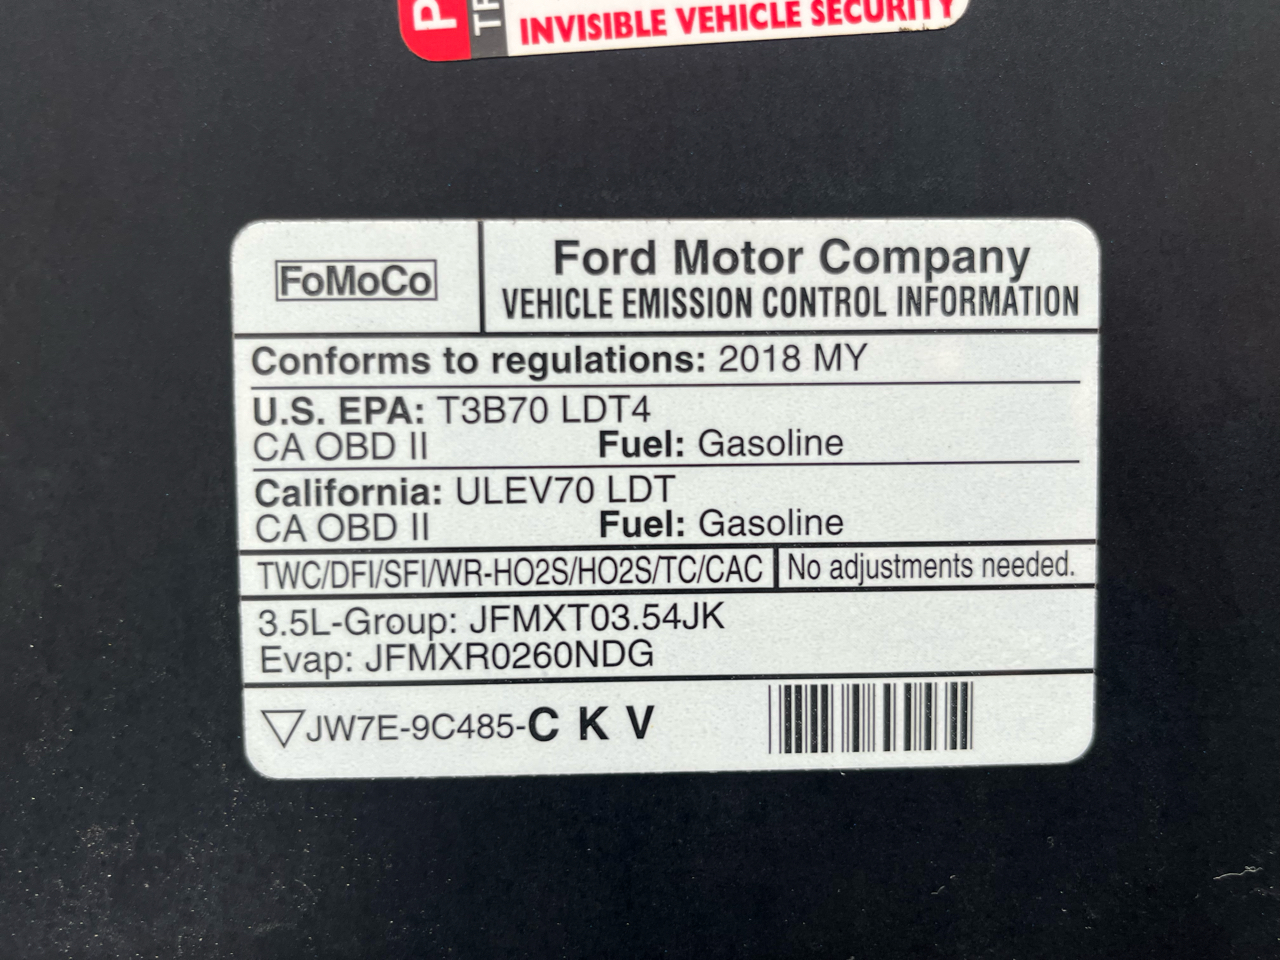 INVISIBLE VEHICLE SECURITY
FoMoCo
Ford Motor Company
VEHICLE EMISSION CONTROL INFORMATION
Conforms to regulations: 2018 MY
U.S. EPA: T3B70 LDT4
CA OBD II Fuel: Gasoline
California: ULEV70 LDT
CA OBD II Fuel: Gasoline
TWC/DFI/SFI/WR-HO2S/HO2S/TC/CAC No adjustments needed.
3.5L-Group: JFMXT03.54JK
Evap: JFMXR0260NDG
JW7E-9C485-C K V